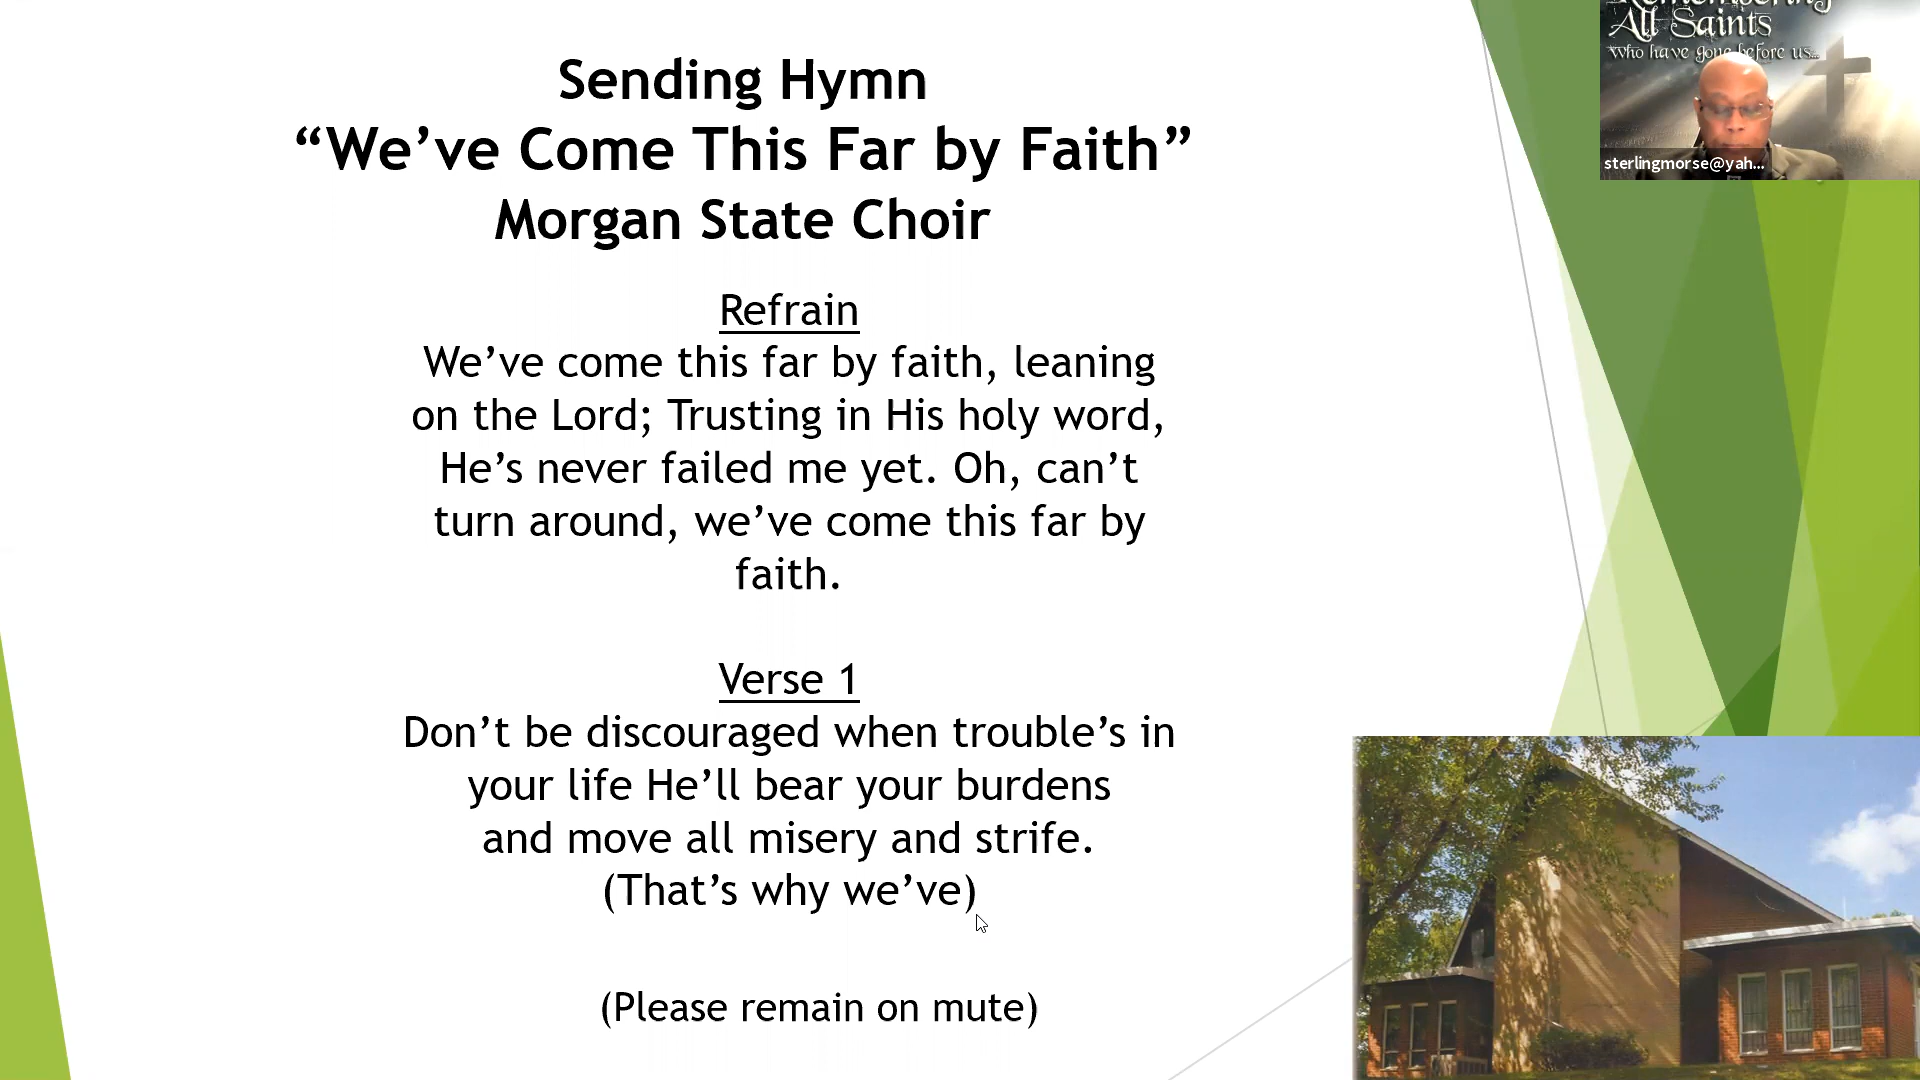 Sending Hymn
“We’ve Come This Far by Faith”
Morgan State Choir
Refrain
We’ve come this far by faith, leaning
on the Lord; Trusting in His holy word,
He’s never failed me yet. Oh, can’t
turn around, we’ve come this far by
faith.
Verse 1
Don’t be discouraged when trouble’s in
your life He’ll bear your burdens
and move all misery and strife.
(That’s why we’ve)
(Please remain on mute)
Remembering
All Saints
Who have gone before us...
sterlingmorse@yah...